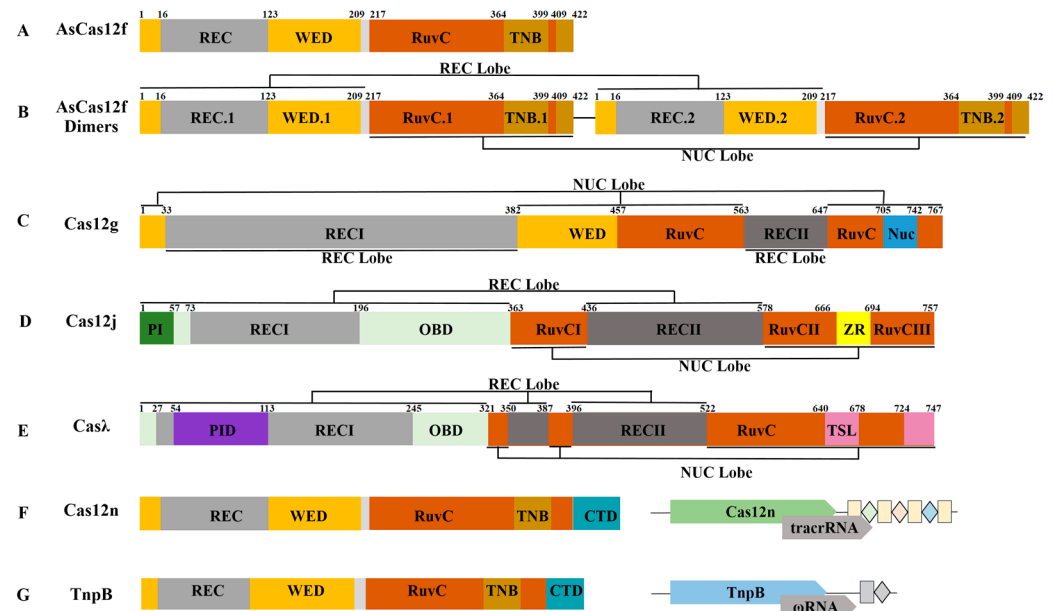 1 16 123 209 217 364 399 409 422
A AsCas12f REC WED RuvC TNB
REC Lobe
1 16 123 209 217 364 399 409 422 1 16 123 209 217 364 399 409 422
B AsCas12f Dimers REC.1 WED.1 RuvC.1 TNB.1 REC.2 WED.2 RuvC.2 TNB.2
NUC Lobe
NUC Lobe
1 33 382 457 563 647 705 742 767
C Cas12g RECI WED RuvC RECII RuvC Nuc
REC Lobe REC Lobe
REC Lobe
1 57 73 196 363 436 578 666 694 757
D Cas12j PI RECI OBD RuvCI RECII RuvCII ZR RuvCIII
NUC Lobe
REC Lobe
1 27 54 113 245 321 350 387 396 522 640 678 724 747
E Casλ PID RECI OBD RECII RuvC TSL
NUC Lobe
F Cas12n REC WED RuvC TNB CTD Cas12n
tracrRNA
G TnpB REC WED RuvC TNB CTD TnpB
ωRNA